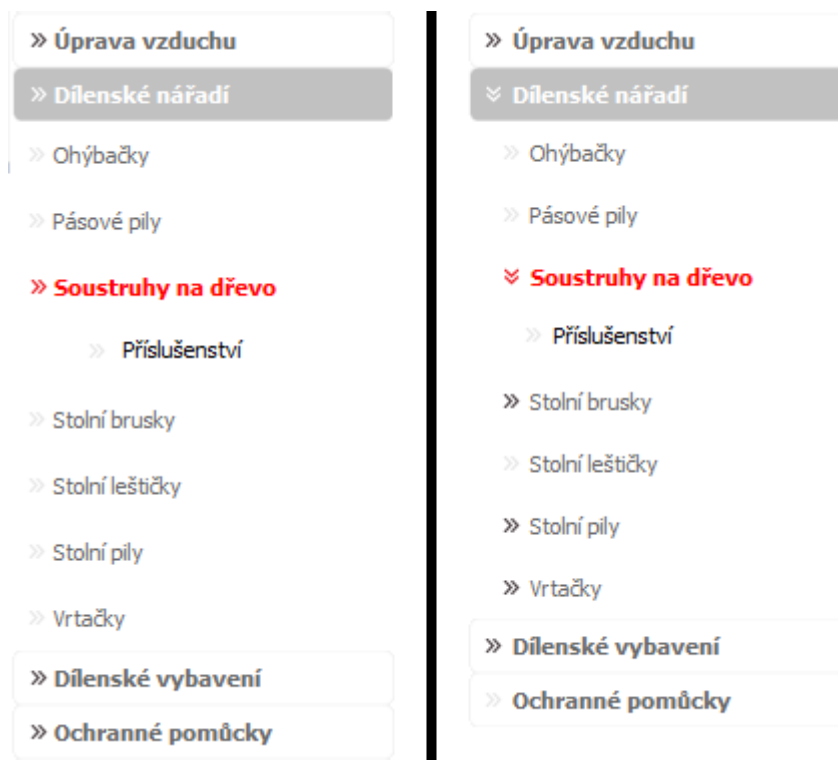 » Úprava vzduchu
» Dílenské nářadí
» Ohýbačky
» Pásové pily
» Soustruhy na dřevo
» Příslušenství
» Stolní brusky
» Stolní leštičky
» Stolní pily
» Vrtačky
» Dílenské vybavení
» Ochranné pomůcky
» Úprava vzduchu
Dílenské nářadí
» Ohýbačky
» Pásové pily
Soustruhy na dřevo
» Příslušenství
» Stolní brusky
» Stolní leštičky
» Stolní pily
» Vrtačky
» Dílenské vybavení
» Ochranné pomůcky